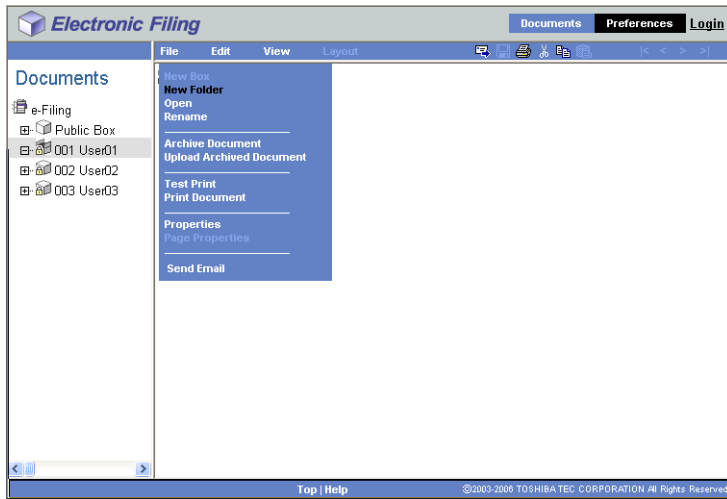 Electronic Filing
Documents Preferences Login
File Edit View Layout
Documents
e-Filing
Public Box
001 User01
002 User02
003 User03
New Box
New Folder
Open
Rename
Archive Document
Upload Archived Document
Test Print
Print Document
Properties
Page Properties
Send Email
Top | Help
©2003-2006 TOSHIBA TEC CORPORATION All Rights Reserved